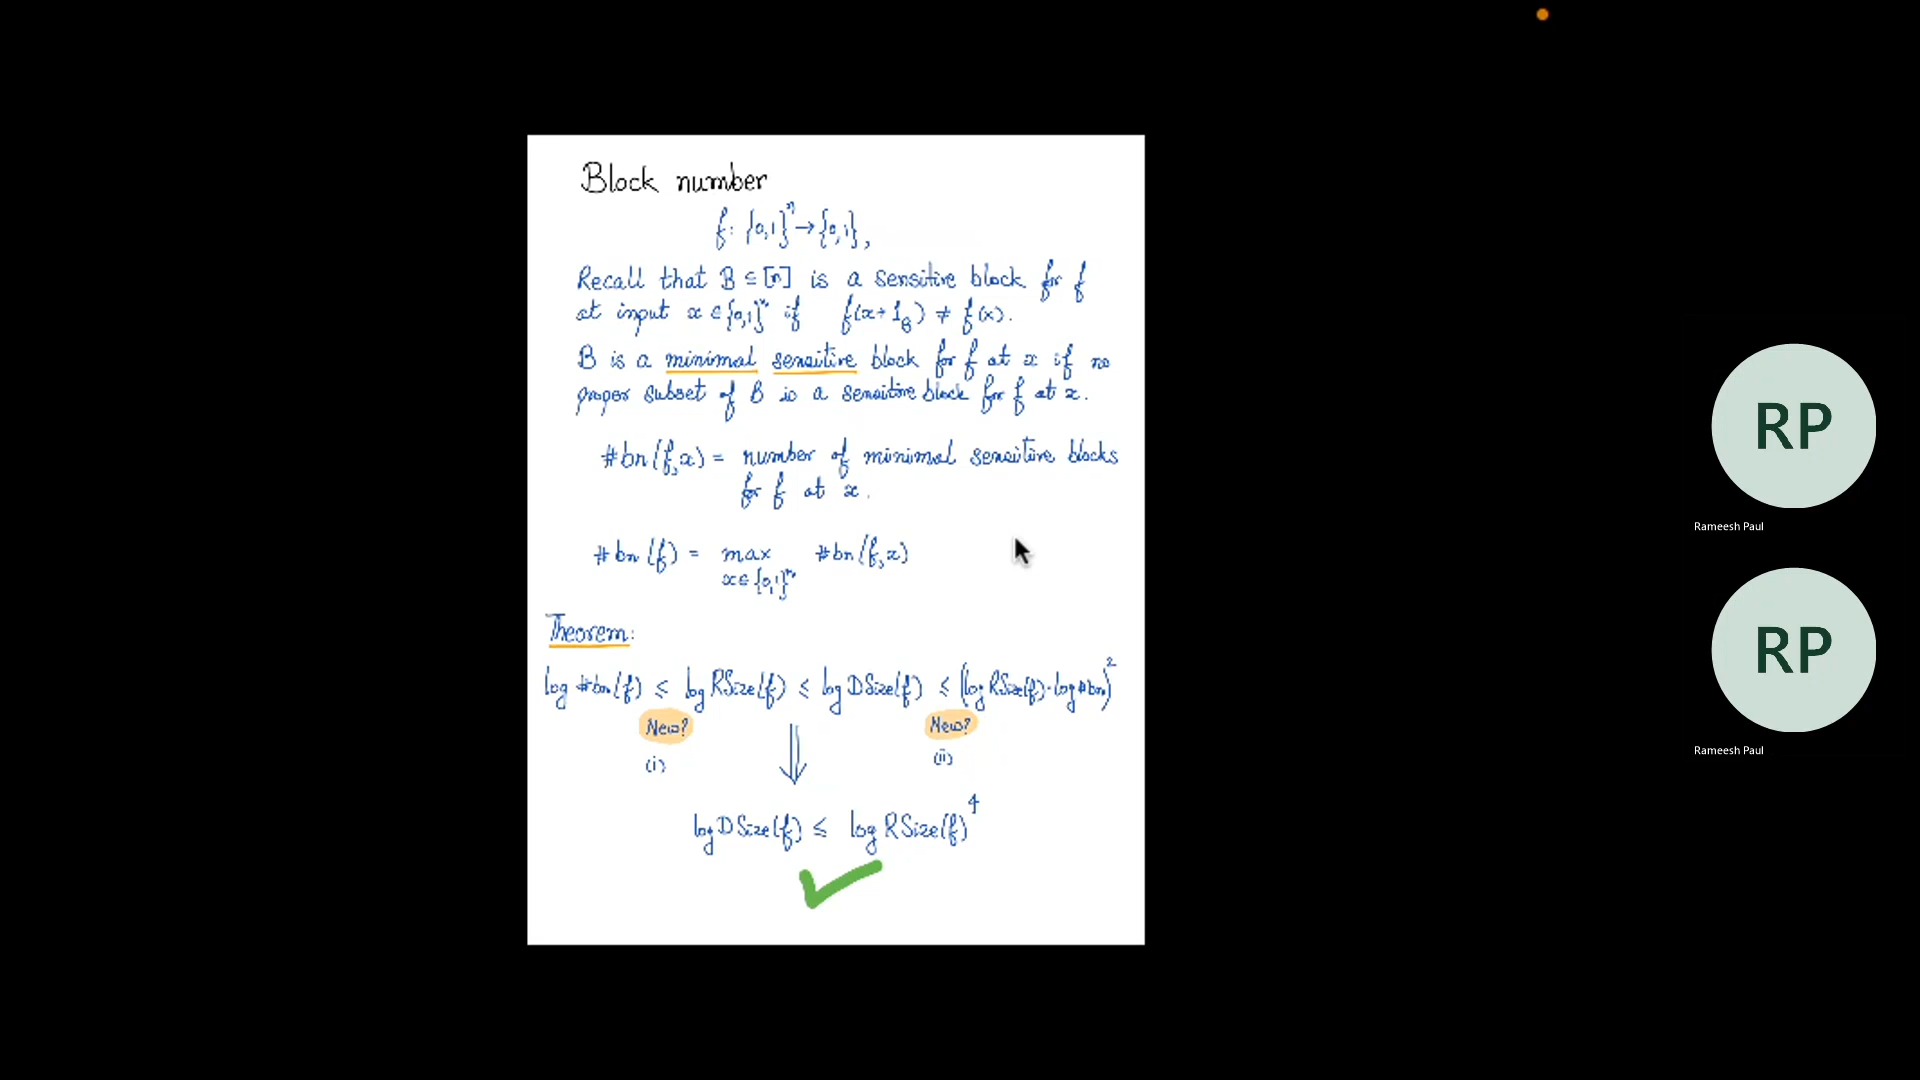 Block number
f: {0,1}ⁿ → {0,1},
Recall that B ⊆ [n] is a sensitive block for f
at input x ∈ {0,1}ⁿ if f(x+1_B) ≠ f(x).
B is a minimal sensitive block for f at x if no
proper subset of B is a sensitive block for f at x.
#bn(f,x) = number of minimal sensitive blocks
for f at x.
#bn(f) = max #bn(f,x)
x∈{0,1}ⁿ
Theorem:
log #bn(f) ≤ log RSize(f) ≤ log DSize(f) ≤ (log RSize(f)·log #bn)²
New? New?
(i) (ii)
⇓
log DSize(f) ≤ log RSize(f)⁴
RP
Rameesh Paul
RP
Rameesh Paul